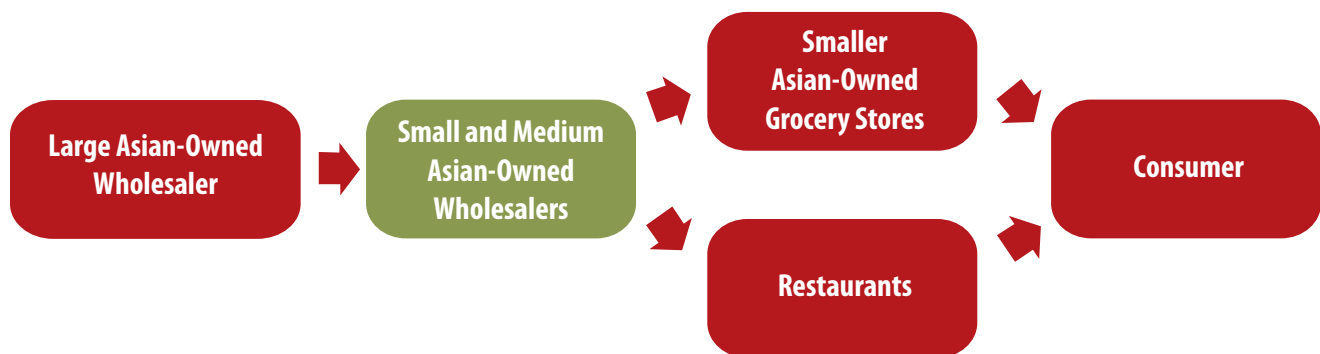 Large Asian-Owned
Wholesaler
Small and Medium
Asian-Owned
Wholesalers
Smaller
Asian-Owned
Grocery Stores
Restaurants
Consumer